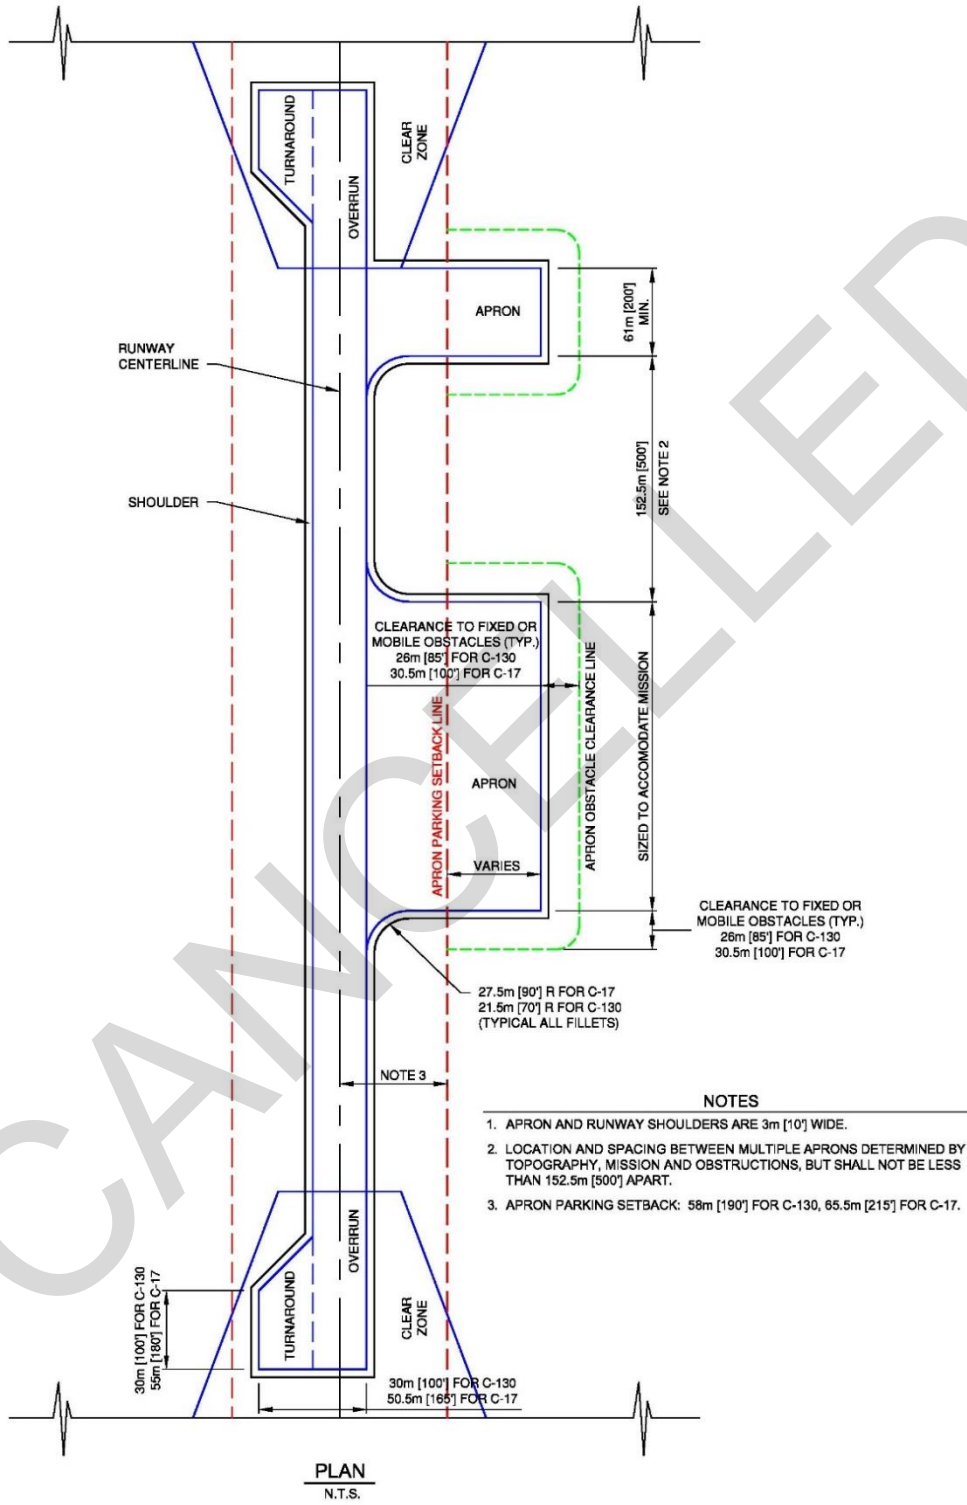 TURNAROUND
OVERRUN
CLEAR
ZONE
APRON
61m [200']
MIN.
RUNWAY
CENTERLINE
152.5m [500']
SEE NOTE 2
SHOULDER
CLEARANCE TO FIXED OR
MOBILE OBSTACLES (TYP.)
26m [85'] FOR C-130
30.5m [100'] FOR C-17
APRON PARKING SETBACK LINE
APRON OBSTACLE CLEARANCE LINE
SIZED TO ACCOMODATE MISSION
APRON
VARIES
CLEARANCE TO FIXED OR
MOBILE OBSTACLES (TYP.)
26m [85'] FOR C-130
30.5m [100'] FOR C-17
27.5m [90'] R FOR C-17
21.5m [70'] R FOR C-130
(TYPICAL ALL FILLETS)
NOTE 3
NOTES
1. APRON AND RUNWAY SHOULDERS ARE 3m [10'] WIDE.
2. LOCATION AND SPACING BETWEEN MULTIPLE APRONS DETERMINED BY
TOPOGRAPHY, MISSION AND OBSTRUCTIONS, BUT SHALL NOT BE LESS
THAN 152.5m [500'] APART.
3. APRON PARKING SETBACK: 58m [190'] FOR C-130, 65.5m [215'] FOR C-17.
OVERRUN
TURNAROUND
CLEAR
ZONE
30m [100'] FOR C-130
55m [180'] FOR C-17
30m [100'] FOR C-130
50.5m [165'] FOR C-17
PLAN
N.T.S.
CANCELLED